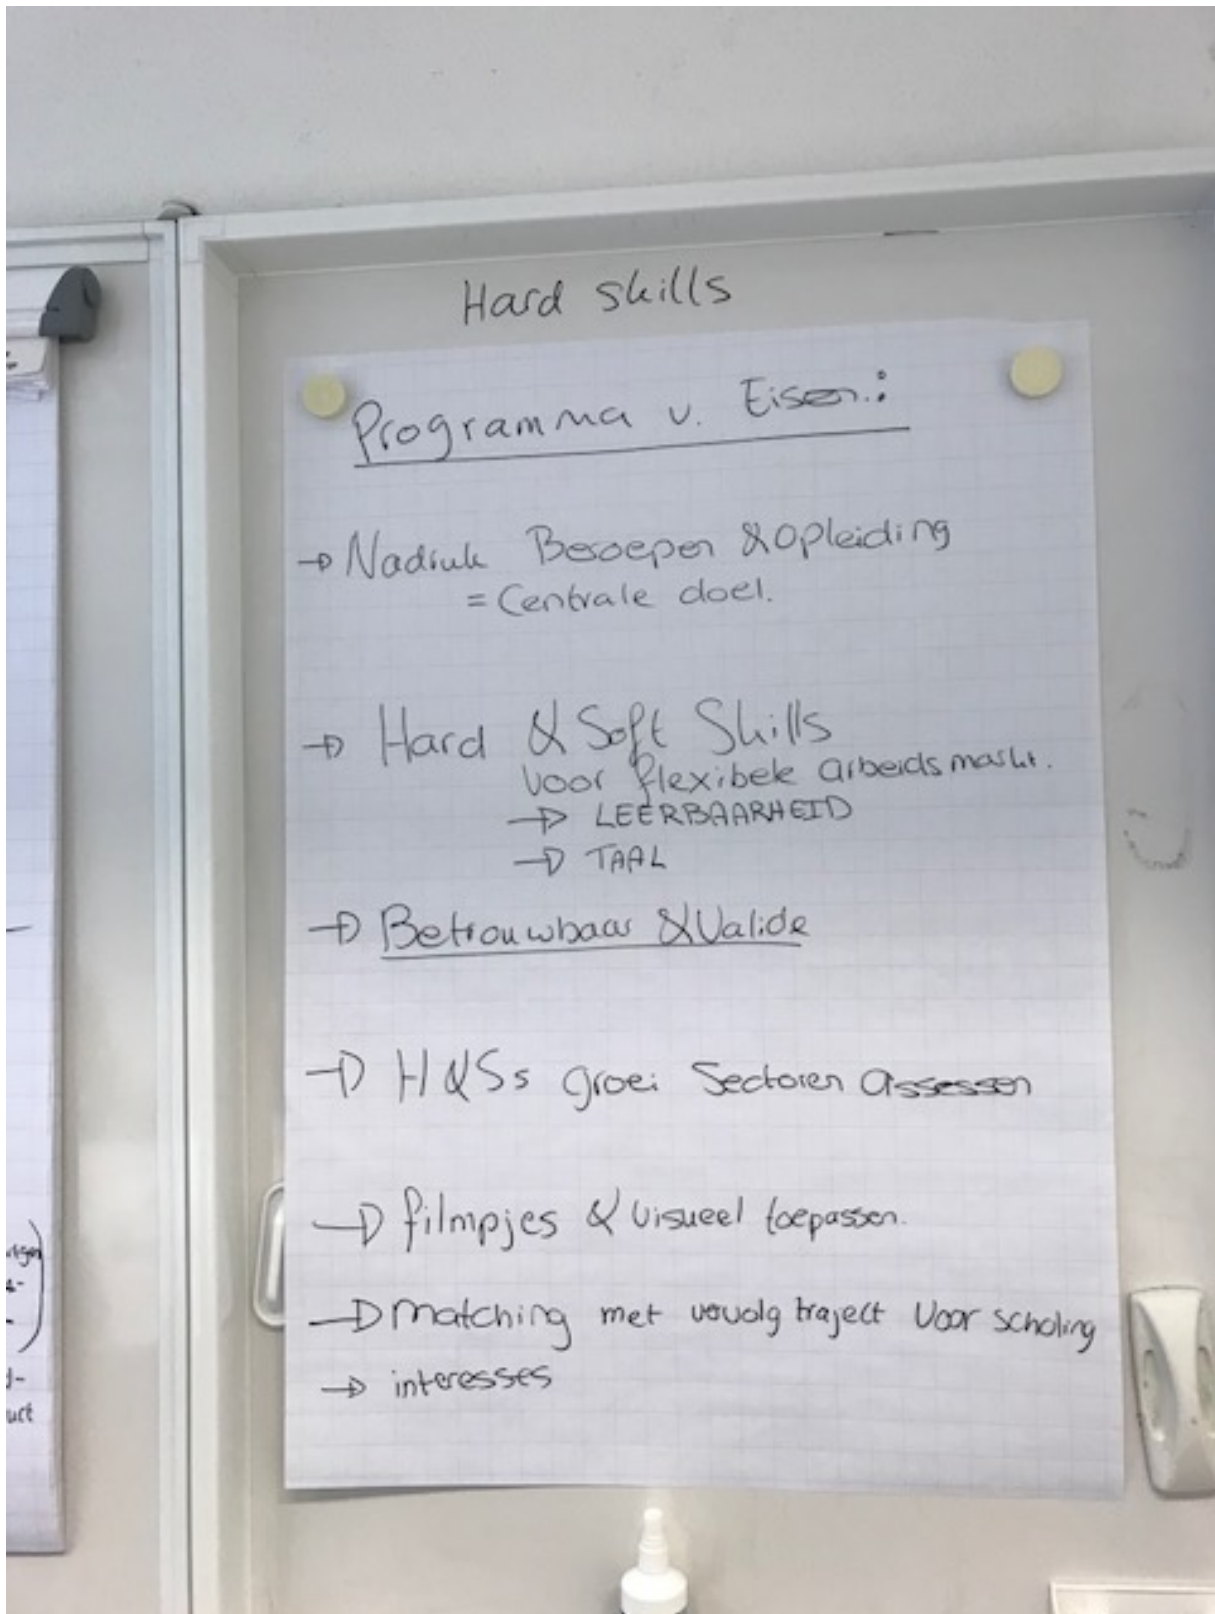 Hard skills
Programma v. Eisen:
→ Nadruk Beroepen & opleiding
= Centrale doel.
→ Hard & Soft Skills
voor flexibele arbeidsmarkt.
→ LEERBAARHEID
→ TAAL
→ Betrouwbaar & Valide
→ H&Ss groei Sectoren assessen
→ filmpjes & visueel toepassen.
→ matching met vervolg traject voor scholing
→ interesses